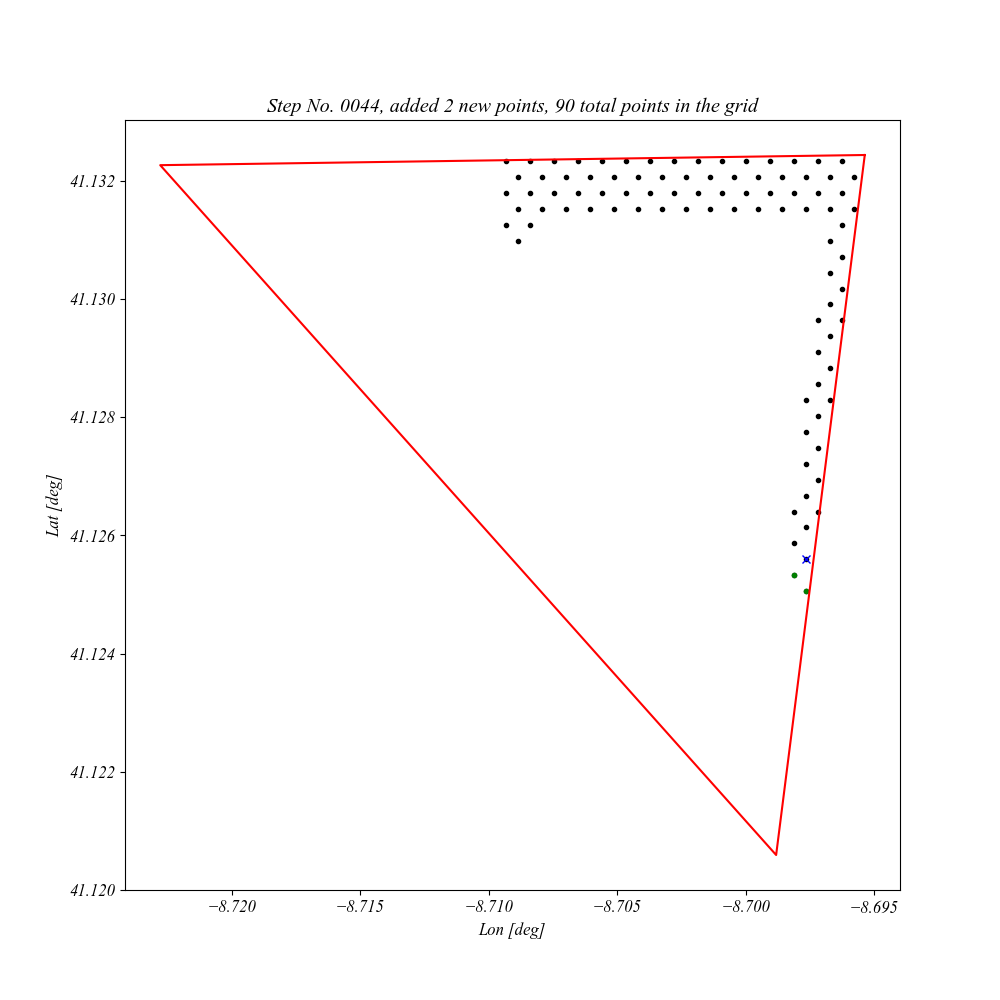 Step No. 0044, added 2 new points, 90 total points in the grid
41.132
41.130
41.128
41.126
41.124
41.122
41.120
Lat [deg]
−8.720 −8.715 −8.710 −8.705 −8.700 −8.695
Lon [deg]